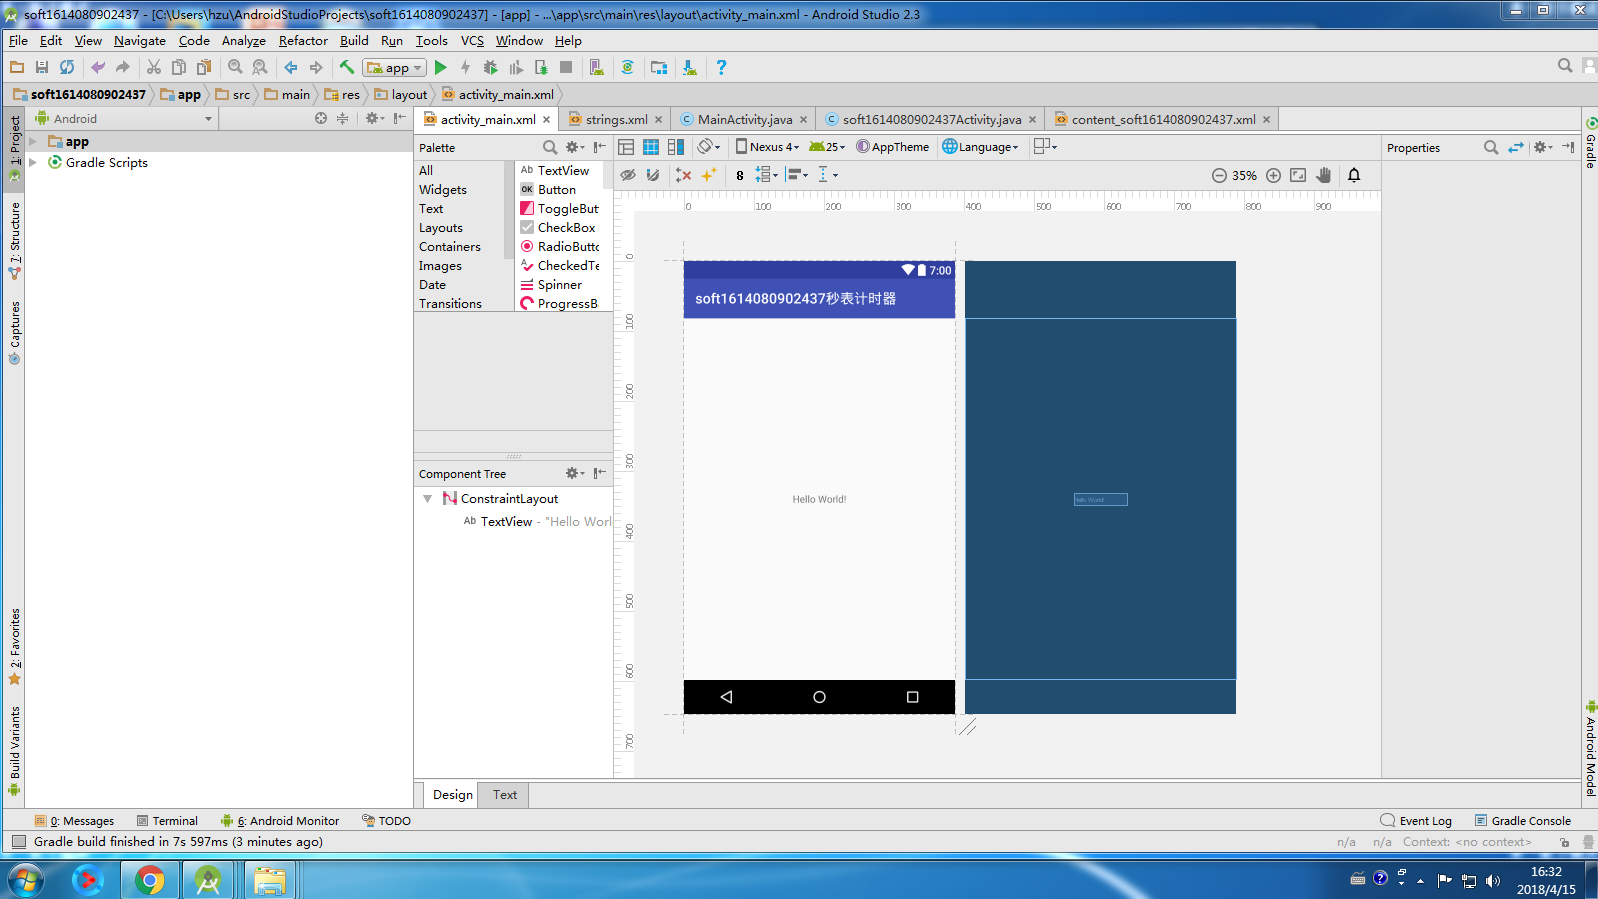 soft1614080902437 - [C:\Users\hzu\AndroidStudioProjects\soft1614080902437] - [app] - ...\app\src\main\res\layout\activity_main.xml - Android Studio 2.3
File Edit View Navigate Code Analyze Refactor Build Run Tools VCS Window Help
app
soft1614080902437 app src main res layout activity_main.xml
Android
activity_main.xml strings.xml MainActivity.java soft1614080902437Activity.java content_soft1614080902437.xml
1: Project
7: Structure
Captures
2: Favorites
Build Variants
app
Gradle Scripts
Palette
All
Widgets
Text
Layouts
Containers
Images
Date
Transitions
Ab TextView
OK Button
ToggleBut
CheckBox
RadioButto
CheckedTe
Spinner
ProgressB
Component Tree
ConstraintLayout
Ab TextView - "Hello Worl
Nexus 4 25 AppTheme Language
8 35%
0 100 200 300 400 500 600 700 800 900
0
100
200
300
400
500
600
700
7:00
soft1614080902437秒表计时器
Hello World!
Hello World!
Properties
Gradle
Android Model
Design Text
0: Messages Terminal 6: Android Monitor TODO Event Log Gradle Console
Gradle build finished in 7s 597ms (3 minutes ago) n/a n/a Context: <no context>
16:32
2018/4/15